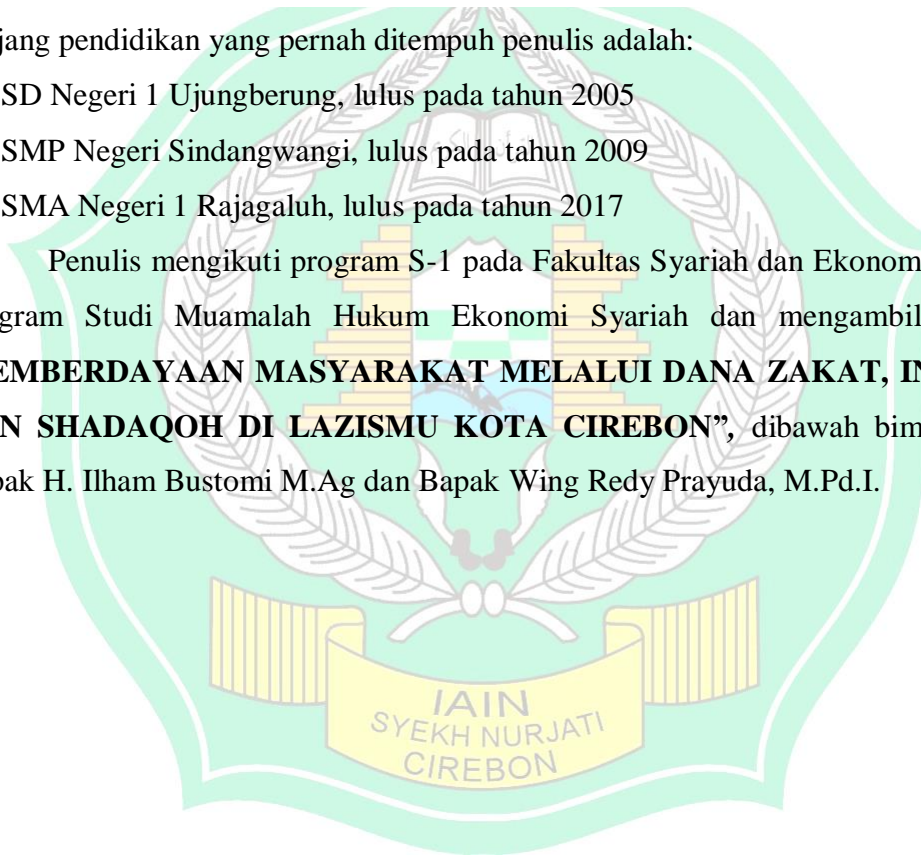 jang pendidikan yang pernah ditempuh penulis adalah:
SD Negeri 1 Ujungberung, lulus pada tahun 2005
SMP Negeri Sindangwangi, lulus pada tahun 2009
SMA Negeri 1 Rajagaluh, lulus pada tahun 2017
Penulis mengikuti program S-1 pada Fakultas Syariah dan Ekonom
gram Studi Muamalah Hukum Ekonomi Syariah dan mengambil
EMBERDAYAAN MASYARAKAT MELALUI DANA ZAKAT, IN
N SHADAQOH DI LAZISMU KOTA CIREBON”, dibawah bim
pak H. Ilham Bustomi M.Ag dan Bapak Wing Redy Prayuda, M.Pd.I.
IAIN
SYEKH NURJATI
CIREBON